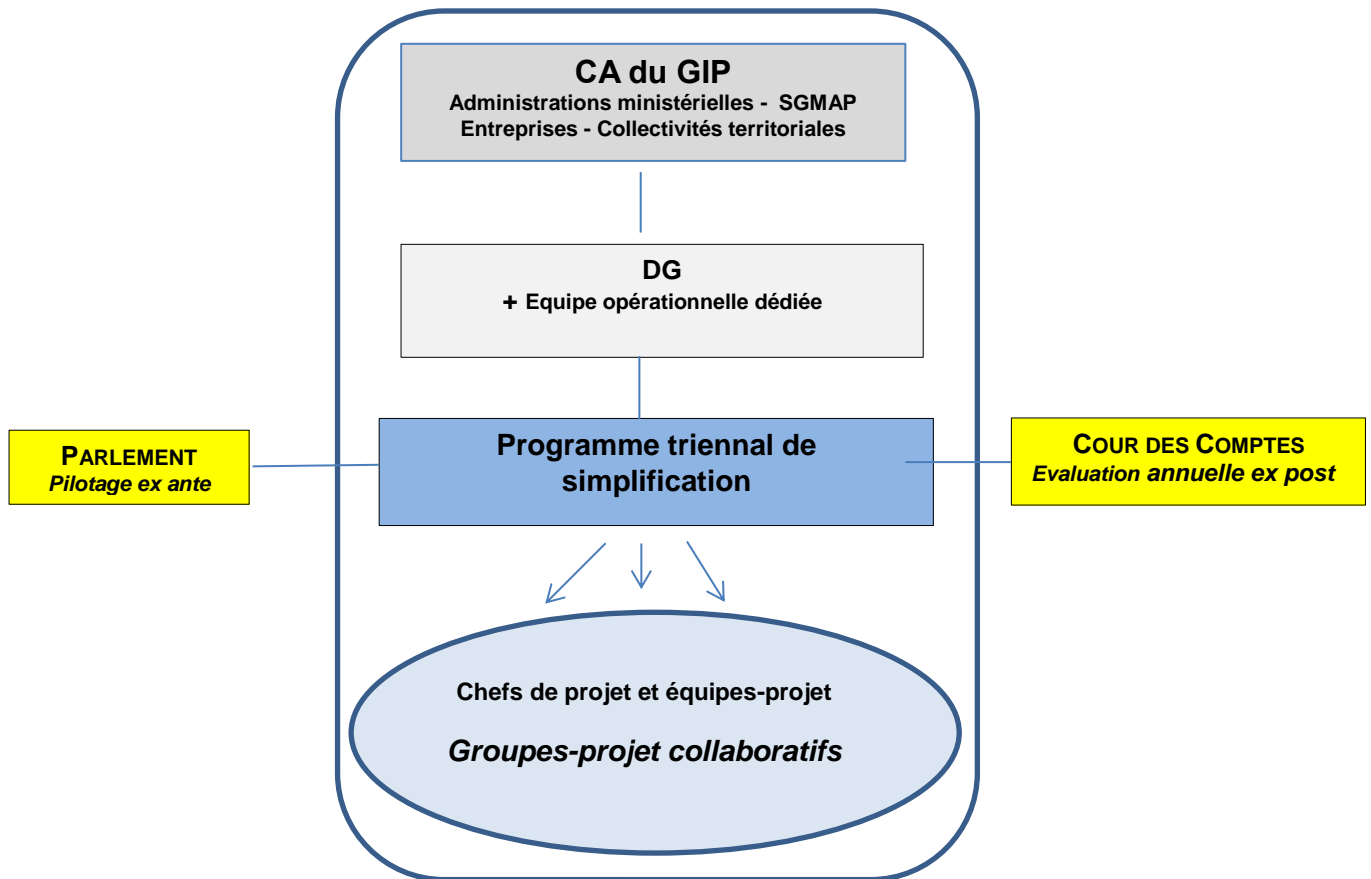 CA du GIP
Administrations ministérielles - SGMAP
Entreprises - Collectivités territoriales
DG
+ Equipe opérationnelle dédiée
Programme triennal de
simplification
PARLEMENT
Pilotage ex ante
COUR DES COMPTES
Evaluation annuelle ex post
Chefs de projet et équipes-projet
Groupes-projet collaboratifs